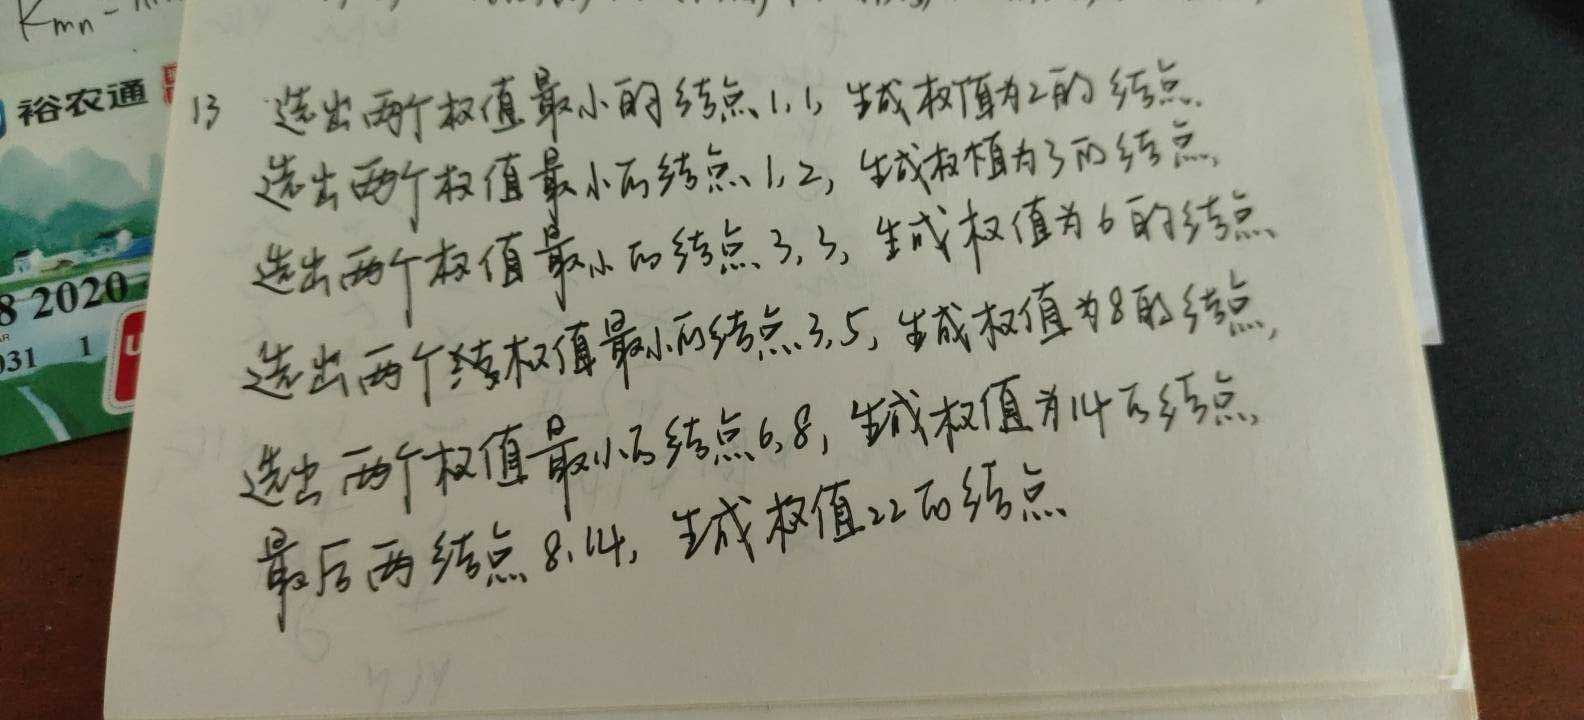 Kmn -
裕农通
8 2020
031 1
13 选出两个权值最小的结点1,1,生成权值为2的结点.
选出两个权值最小的结点1,2,生成权植为3的结点,
选出两个权值最小的结点3,3,生成权值为6的结点
选出两个权值最小的结点3,5,生成权值为8的结点,
选出两个权值最小的结点6,8,生成权值为14的结点,
最后两结点8,14,生成权值22的结点